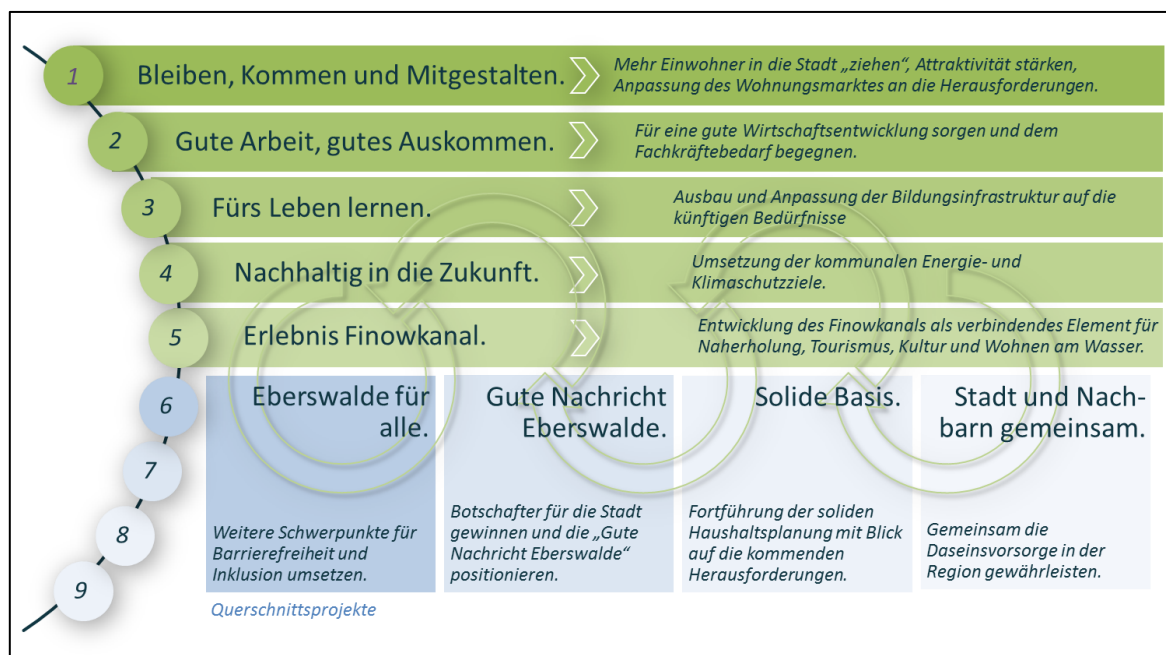 1
Bleiben, Kommen und Mitgestalten.
Mehr Einwohner in die Stadt „ziehen“, Attraktivität stärken,
Anpassung des Wohnungsmarktes an die Herausforderungen.
2
Gute Arbeit, gutes Auskommen.
Für eine gute Wirtschaftsentwicklung sorgen und dem
Fachkräftebedarf begegnen.
3
Fürs Leben lernen.
Ausbau und Anpassung der Bildungsinfrastruktur auf die
künftigen Bedürfnisse
4
Nachhaltig in die Zukunft.
Umsetzung der kommunalen Energie- und
Klimaschutzziele.
5
Erlebnis Finowkanal.
Entwicklung des Finowkanals als verbindendes Element für
Naherholung, Tourismus, Kultur und Wohnen am Wasser.
6
7
8
9
Eberswalde für
alle.
Weitere Schwerpunkte für
Barrierefreiheit und
Inklusion umsetzen.
Gute Nachricht
Eberswalde.
Botschafter für die Stadt
gewinnen und die „Gute
Nachricht Eberswalde“
positionieren.
Solide Basis.
Fortführung der soliden
Haushaltsplanung mit Blick
auf die kommenden
Herausforderungen.
Stadt und Nach-
barn gemeinsam.
Gemeinsam die
Daseinsvorsorge in der
Region gewährleisten.
Querschnittsprojekte